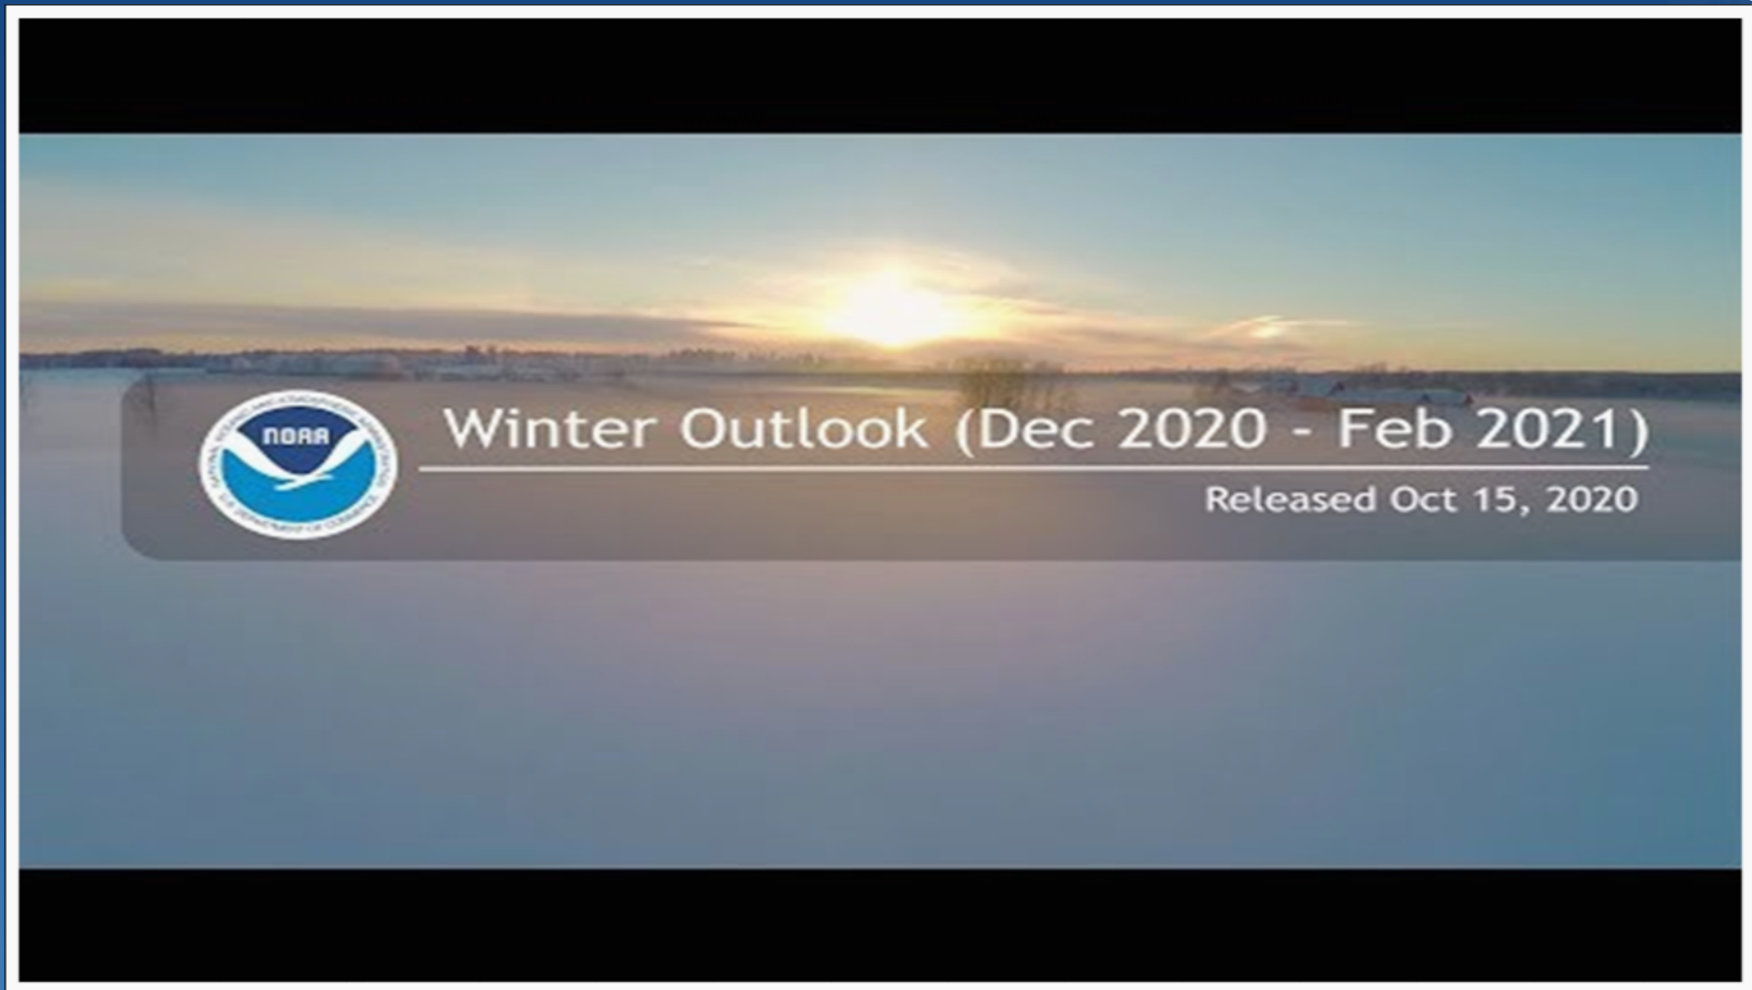 NOAA
Winter Outlook (Dec 2020 - Feb 2021)
Released Oct 15, 2020